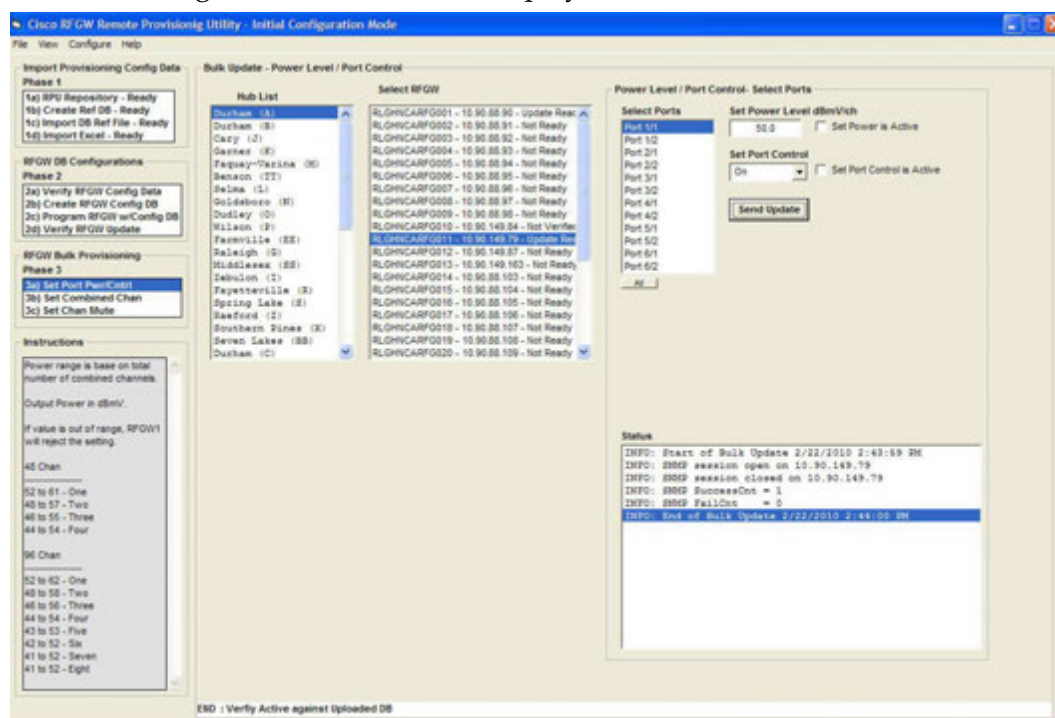 Cisco RFGW Remote Provisionig Utility - Initial Configuration Mode
File View Configure Help
Import Provisioning Config Data
Phase 1
1a) RPU Repository - Ready
1b) Create Ref DB - Ready
1c) Import DB Ref File - Ready
1d) Import Excel - Ready
RFGW DB Configurations
Phase 2
2a) Verify RFGW Config Data
2b) Create RFGW Config DB
2c) Program RFGW w/Config DB
2d) Verify RFGW Update
RFGW Bulk Provisioning
Phase 3
3a) Set Port Pwr/Cntrl
3b) Set Combined Chan
3c) Set Chan Mute
Instructions
Power range is base on total
number of combined channels.
Output Power in dBmV.
If value is out of range, RFGW1
will reject the setting.
48 Chan
52 to 61 - One
48 to 57 - Two
46 to 55 - Three
44 to 54 - Four
96 Chan
52 to 62 - One
48 to 58 - Two
46 to 56 - Three
44 to 54 - Four
43 to 53 - Five
42 to 52 - Six
41 to 52 - Seven
41 to 52 - Eight
Bulk Update - Power Level / Port Control
Hub List
Durham (A)
Durham (B)
Cary (J)
Garner (K)
Fuquay-Varina (M)
Benson (TT)
Selma (L)
Goldsboro (N)
Dudley (O)
Wilson (P)
Farmville (EE)
Raleigh (G)
Middlesex (SS)
Zebulon (I)
Fayetteville (R)
Spring Lake (S)
Raeford (Z)
Southern Pines (X)
Seven Lakes (BB)
Durham (C)
Select RFGW
RLGHNCARFG001 - 10.90.88.90 - Update Reac
RLGHNCARFG002 - 10.90.88.91 - Not Ready
RLGHNCARFG003 - 10.90.88.92 - Not Ready
RLGHNCARFG004 - 10.90.88.93 - Not Ready
RLGHNCARFG005 - 10.90.88.94 - Not Ready
RLGHNCARFG006 - 10.90.88.95 - Not Ready
RLGHNCARFG007 - 10.90.88.96 - Not Ready
RLGHNCARFG008 - 10.90.88.97 - Not Ready
RLGHNCARFG009 - 10.90.88.98 - Not Ready
RLGHNCARFG010 - 10.90.149.84 - Not Verifiec
RLGHNCARFG011 - 10.90.149.79 - Update Rea
RLGHNCARFG012 - 10.90.149.87 - Not Ready
RLGHNCARFG013 - 10.90.149.163 - Not Ready
RLGHNCARFG014 - 10.90.88.103 - Not Ready
RLGHNCARFG015 - 10.90.88.104 - Not Ready
RLGHNCARFG016 - 10.90.88.105 - Not Ready
RLGHNCARFG017 - 10.90.88.106 - Not Ready
RLGHNCARFG018 - 10.90.88.107 - Not Ready
RLGHNCARFG019 - 10.90.88.108 - Not Ready
RLGHNCARFG020 - 10.90.88.109 - Not Ready
Power Level / Port Control- Select Ports
Select Ports
Port 1/1
Port 1/2
Port 2/1
Port 2/2
Port 3/1
Port 3/2
Port 4/1
Port 4/2
Port 5/1
Port 5/2
Port 6/1
Port 6/2
All
Set Power Level dBmV/ch
50.0
Set Power is Active
Set Port Control
On
Set Port Control is Active
Send Update
Status
INFO: Start of Bulk Update 2/22/2010 2:43:59 PM
INFO: SNMP session open on 10.90.149.79
INFO: SNMP session closed on 10.90.149.79
INFO: SNMP SuccessCnt = 1
INFO: SNMP FailCnt = 0
INFO: End of Bulk Update 2/22/2010 2:44:00 PM
END : Verfiy Active against Uploaded DB